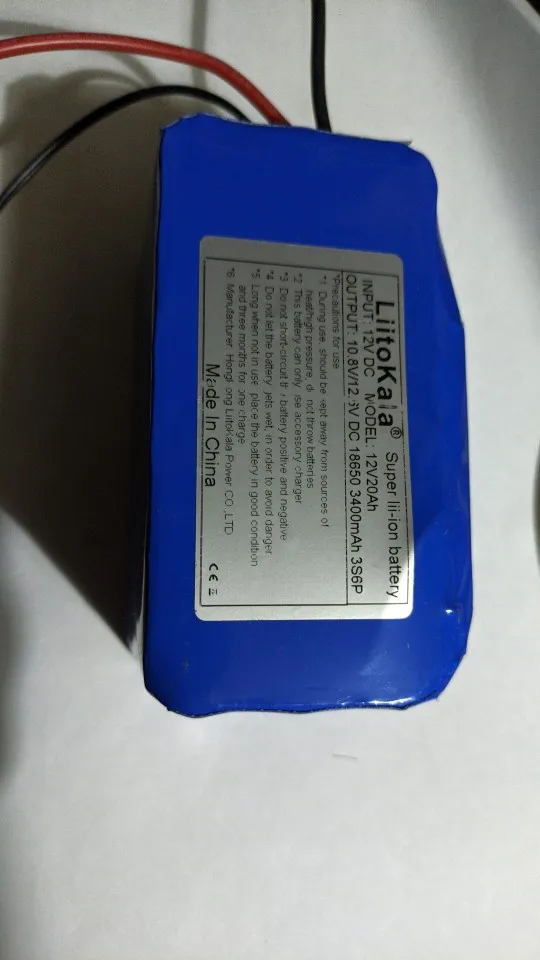 LiitoKala® Super lii-ion battery
INPUT: 12V DC MODEL: 12V20Ah
OUTPUT: 10.8V/12.6V DC 18650 3400mAh 3S6P
*Precautions for use
*1 During use, should be kept away from sources of
heat/high pressure, do not throw batteries
*2 This battery can only use accessory charger
*3 Do not short-circuit the battery positive and negative
*4 Do not let the battery gets wet, in order to avoid danger
*5 Long when not in use place the battery in good condition
and three months for one charge
*6 Manufacturer HongKong LiitoKala Power CO.,LTD
Made In China
CE